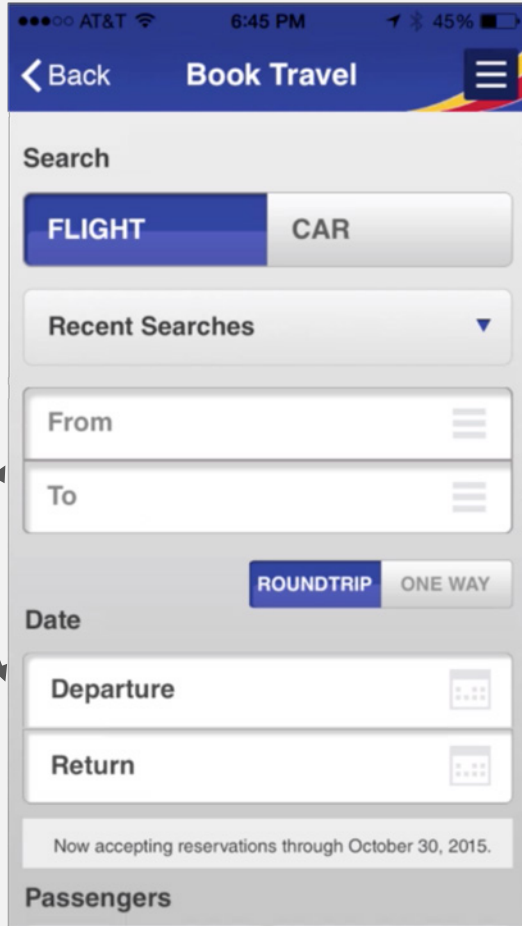 AT&T 6:45 PM 45%
Back Book Travel
Search
FLIGHT CAR
Recent Searches
From
To
ROUNDTRIP ONE WAY
Date
Departure
Return
Now accepting reservations through October 30, 2015.
Passengers